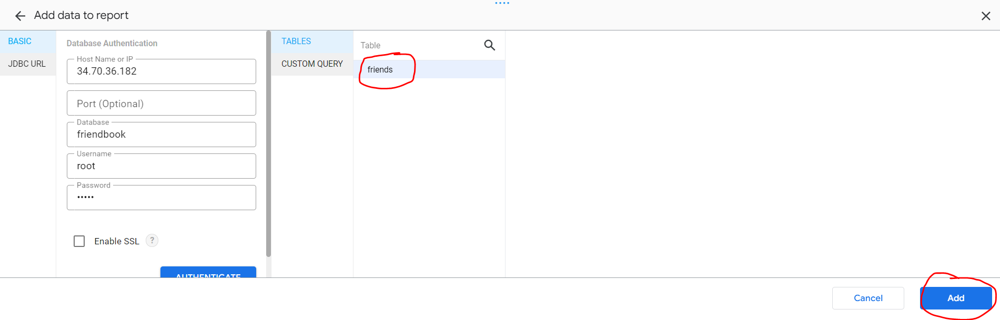 Add data to report
BASIC
JDBC URL
Database Authentication
Host Name or IP
34.70.36.182
Port (Optional)
Database
friendbook
Username
root
Password
•••••
Enable SSL ?
AUTHENTICATE
TABLES
CUSTOM QUERY
Table
friends
Cancel
Add